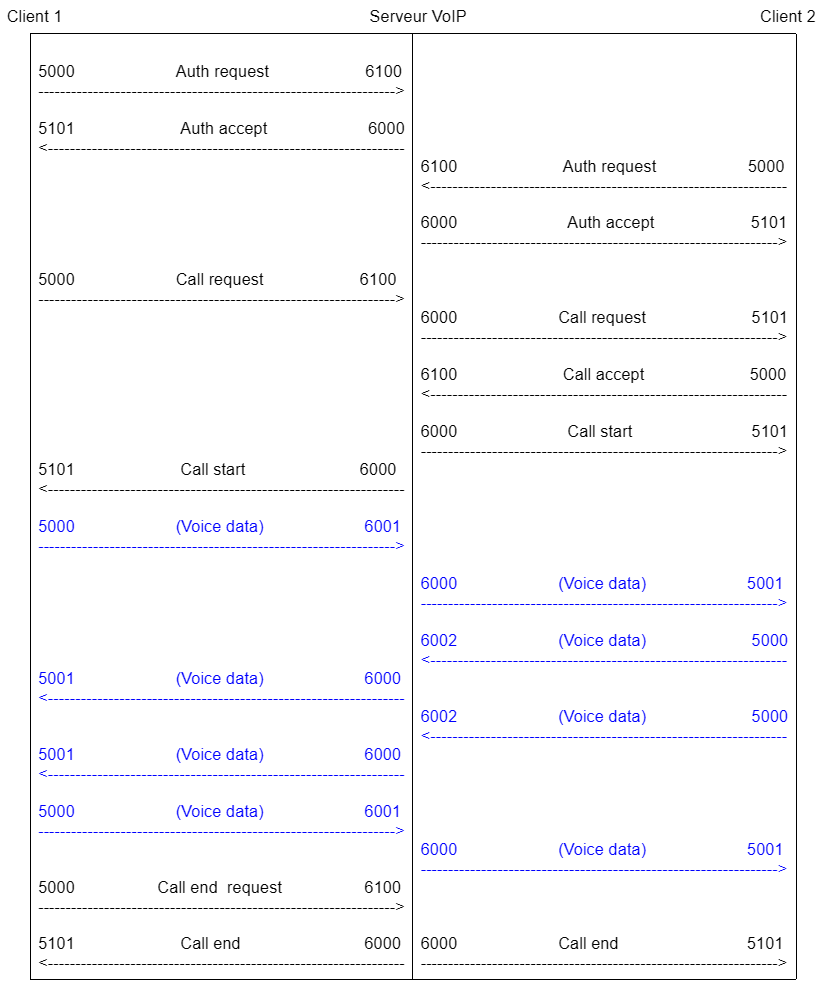 Client 1 Serveur VoIP Client 2
5000 Auth request 6100
------------------------------------------------------------------>
5101 Auth accept 6000
<------------------------------------------------------------------
6100 Auth request 5000
<------------------------------------------------------------------
6000 Auth accept 5101
------------------------------------------------------------------>
5000 Call request 6100
------------------------------------------------------------------>
6000 Call request 5101
------------------------------------------------------------------>
6100 Call accept 5000
<------------------------------------------------------------------
6000 Call start 5101
------------------------------------------------------------------>
5101 Call start 6000
<------------------------------------------------------------------
5000 (Voice data) 6001
------------------------------------------------------------------>
6000 (Voice data) 5001
------------------------------------------------------------------>
6002 (Voice data) 5000
<------------------------------------------------------------------
5001 (Voice data) 6000
<------------------------------------------------------------------
6002 (Voice data) 5000
<------------------------------------------------------------------
5001 (Voice data) 6000
<------------------------------------------------------------------
5000 (Voice data) 6001
------------------------------------------------------------------>
6000 (Voice data) 5001
------------------------------------------------------------------>
5000 Call end  request 6100
------------------------------------------------------------------>
5101 Call end 6000 6000 Call end 5101
<------------------------------------------------------------------ ------------------------------------------------------------------>